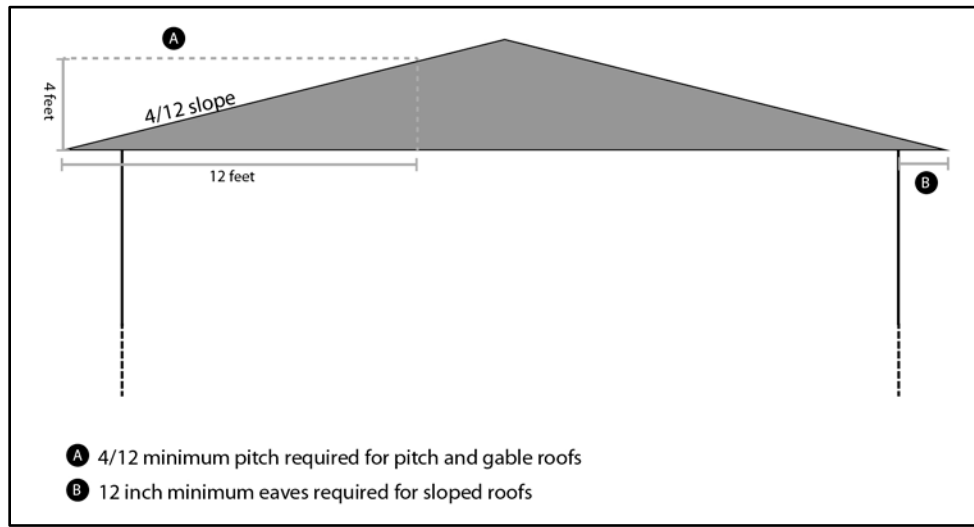 A
4 feet
4/12 slope
12 feet
B
A 4/12 minimum pitch required for pitch and gable roofs
B 12 inch minimum eaves required for sloped roofs